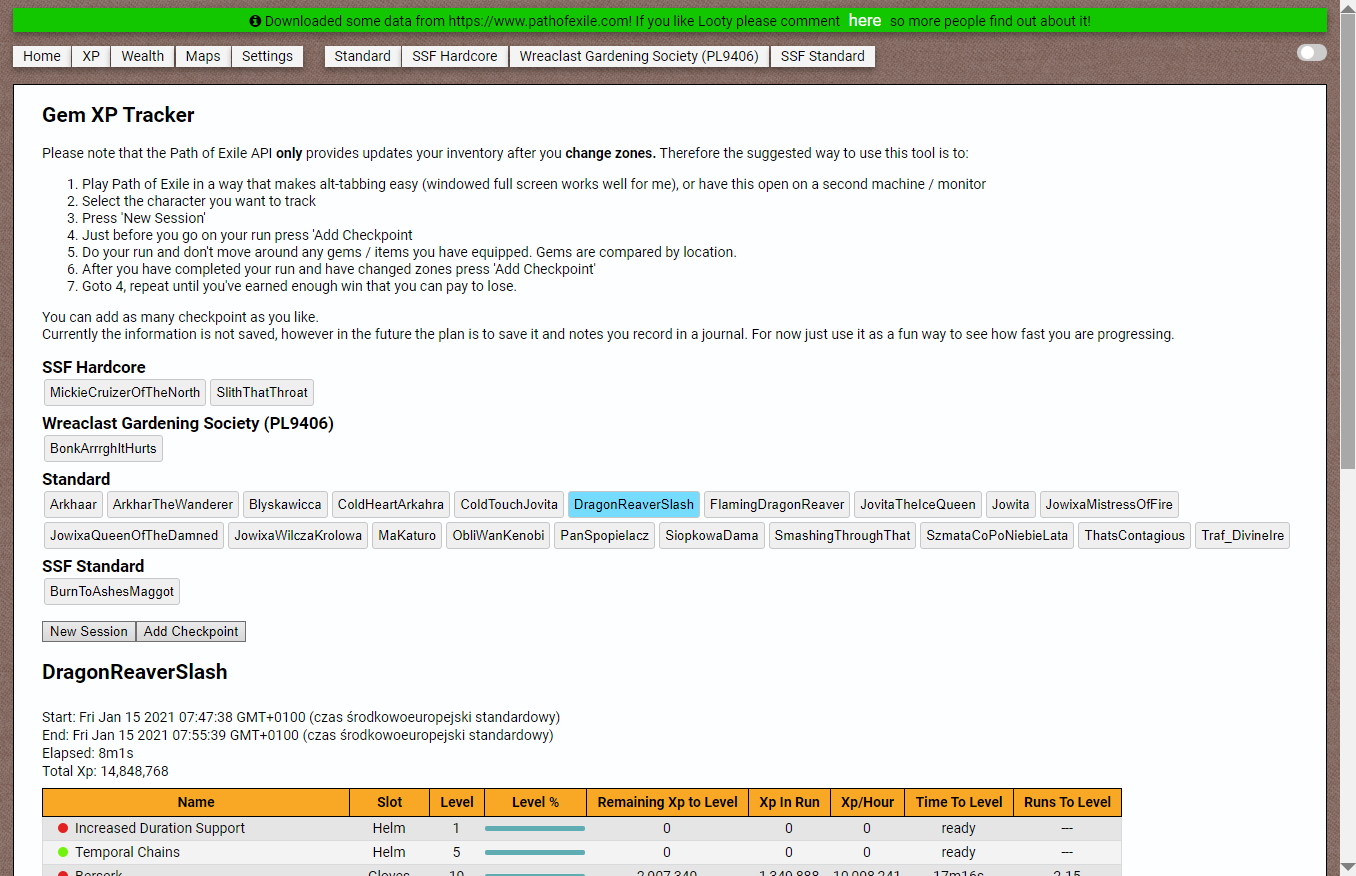 Downloaded some data from https://www.pathofexile.com! If you like Looty please comment here so more people find out about it!
Home XP Wealth Maps Settings Standard SSF Hardcore Wreaclast Gardening Society (PL9406) SSF Standard
Gem XP Tracker
Please note that the Path of Exile API only provides updates your inventory after you change zones. Therefore the suggested way to use this tool is to:
1. Play Path of Exile in a way that makes alt-tabbing easy (windowed full screen works well for me), or have this open on a second machine / monitor
2. Select the character you want to track
3. Press 'New Session'
4. Just before you go on your run press 'Add Checkpoint
5. Do your run and don't move around any gems / items you have equipped. Gems are compared by location.
6. After you have completed your run and have changed zones press 'Add Checkpoint'
7. Goto 4, repeat until you've earned enough win that you can pay to lose.
You can add as many checkpoint as you like.
Currently the information is not saved, however in the future the plan is to save it and notes you record in a journal. For now just use it as a fun way to see how fast you are progressing.
SSF Hardcore
MickieCruizerOfTheNorth SlithThatThroat
Wreaclast Gardening Society (PL9406)
BonkArrrghItHurts
Standard
Arkhaar ArkharTheWanderer Blyskawicca ColdHeartArkahra ColdTouchJovita DragonReaverSlash FlamingDragonReaver JovitaTheIceQueen Jowita JowixaMistressOfFire
JowixaQueenOfTheDamned JowixaWilczaKrolowa MaKaturo ObliWanKenobi PanSpopielacz SiopkowaDama SmashingThroughThat SzmataCoPoNiebieLata ThatsContagious Traf_DivineIre
SSF Standard
BurnToAshesMaggot
New Session Add Checkpoint
DragonReaverSlash
Start: Fri Jan 15 2021 07:47:38 GMT+0100 (czas środkowoeuropejski standardowy)
End: Fri Jan 15 2021 07:55:39 GMT+0100 (czas środkowoeuropejski standardowy)
Elapsed: 8m1s
Total Xp: 14,848,768
Name Slot Level Level % Remaining Xp to Level Xp In Run Xp/Hour Time To Level Runs To Level
Increased Duration Support Helm 1 0 0 0 ready ---
Temporal Chains Helm 5 0 0 0 ready ---
Berserk Gloves 10 2,907,340 1,349,888 10,098,241 17m16s 2.15